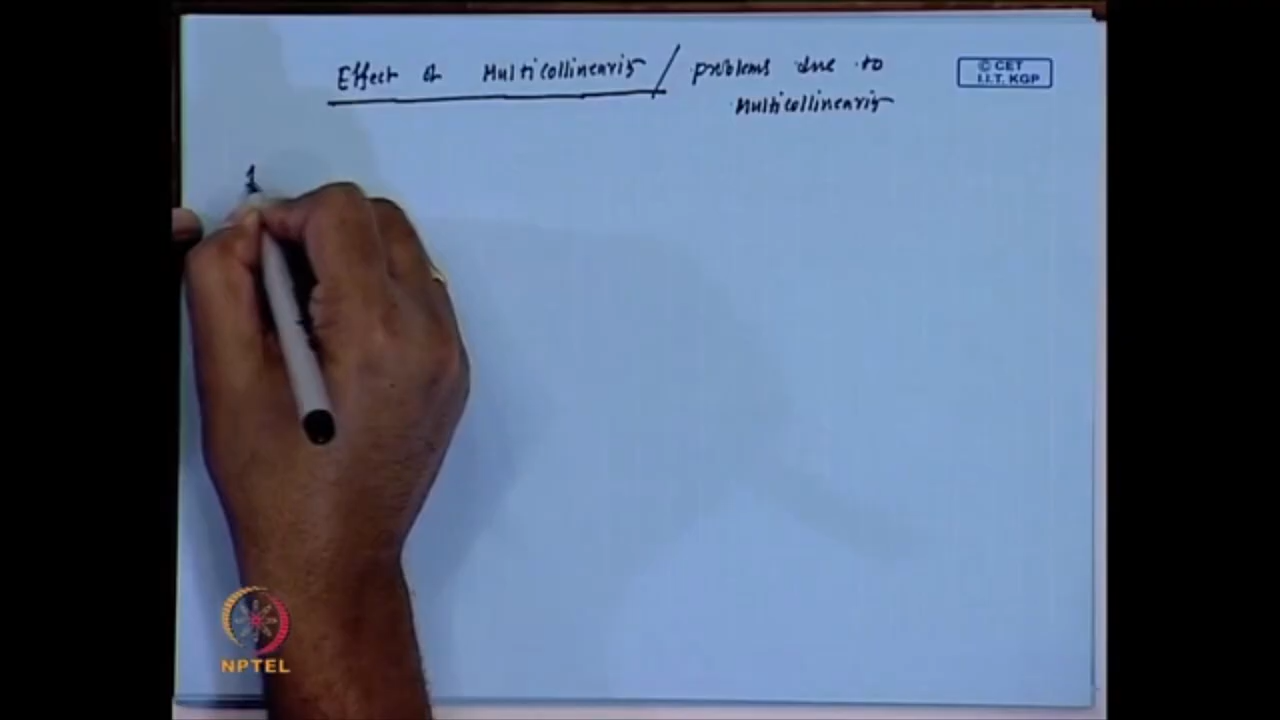 Effect of Multicollinearity / problems due to
Multicollinearity
© CET
I.I.T. KGP
1
NPTEL